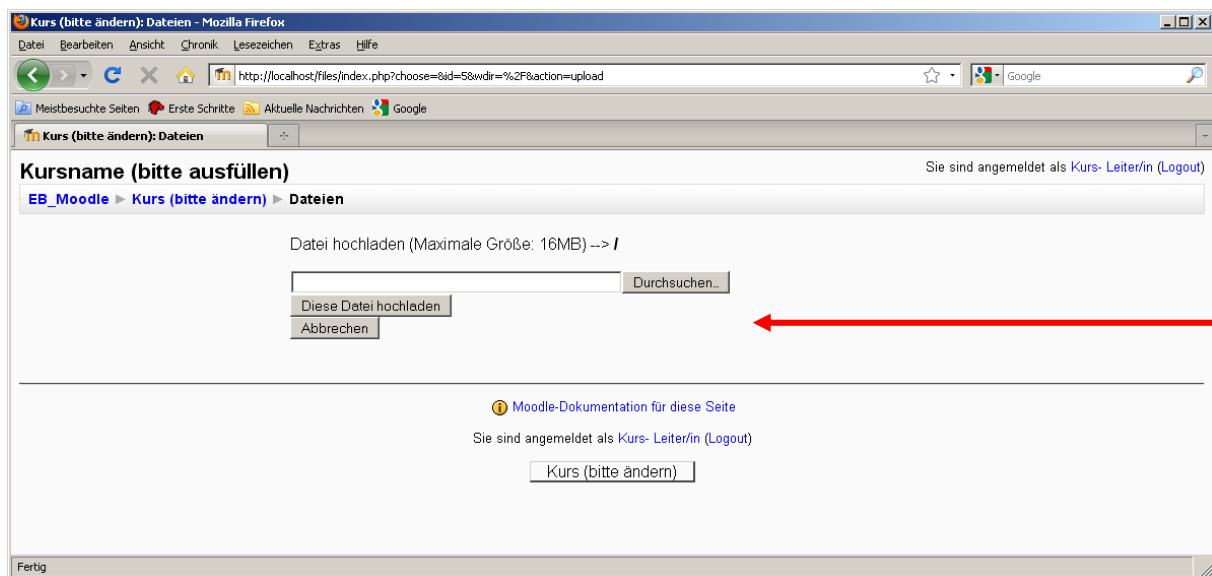 Kurs (bitte ändern): Dateien - Mozilla Firefox
Datei Bearbeiten Ansicht Chronik Lesezeichen Extras Hilfe
http://localhost/files/index.php?choose=&id=5&wdir=%2F&action=upload Google
Meistbesuchte Seiten Erste Schritte Aktuelle Nachrichten Google
Kurs (bitte ändern): Dateien
Kursname (bitte ausfüllen) Sie sind angemeldet als Kurs- Leiter/in (Logout)
EB_Moodle ► Kurs (bitte ändern) ► Dateien
Datei hochladen (Maximale Größe: 16MB) --> /
Durchsuchen...
Diese Datei hochladen
Abbrechen
Moodle-Dokumentation für diese Seite
Sie sind angemeldet als Kurs- Leiter/in (Logout)
Kurs (bitte ändern)
Fertig